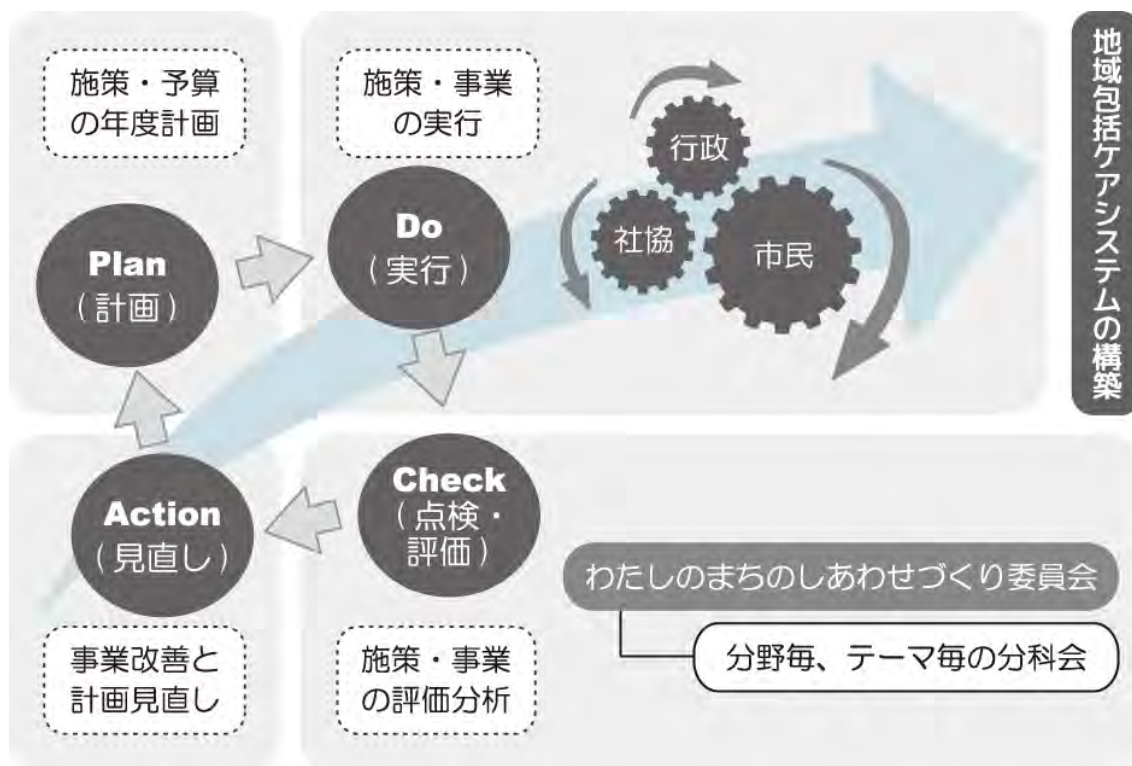 施策・予算
の年度計画
Plan
(計画)
施策・事業
の実行
Do
(実行)
行政
社協
市民
地域包括ケアシステムの構築
Action
(見直し)
事業改善と
計画見直し
Check
(点検・
評価)
施策・事業
の評価分析
わたしのまちのしあわせづくり委員会
分野毎、テーマ毎の分科会